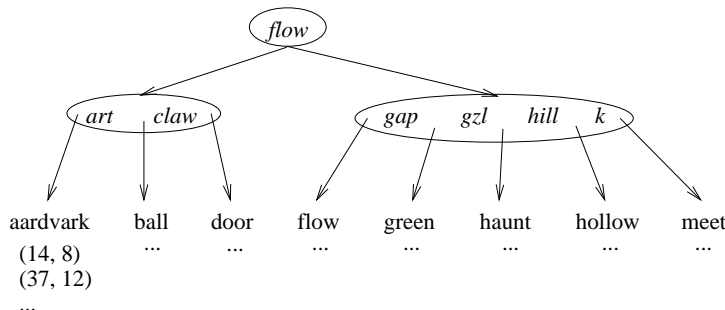 flow
art claw gap gzl hill k
aardvark ball door flow green haunt hollow meet
(14, 8) ... ... ... ... ... ... ...
(37, 12)
...